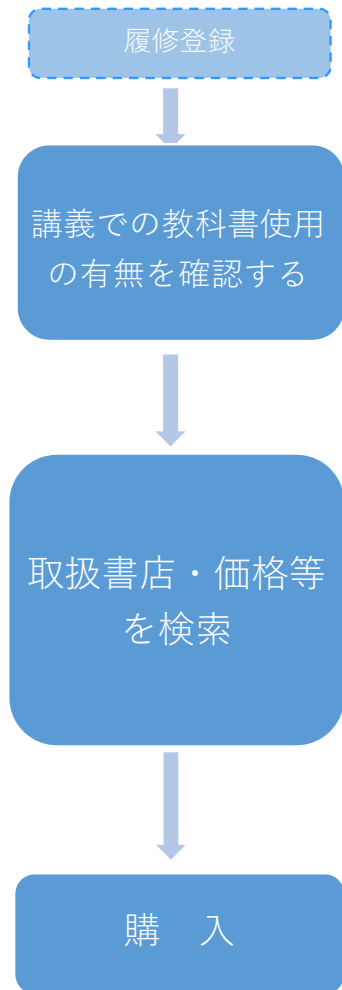 履修登録
講義での教科書使用
の有無を確認する
取扱書店・価格等
を検索
購　入